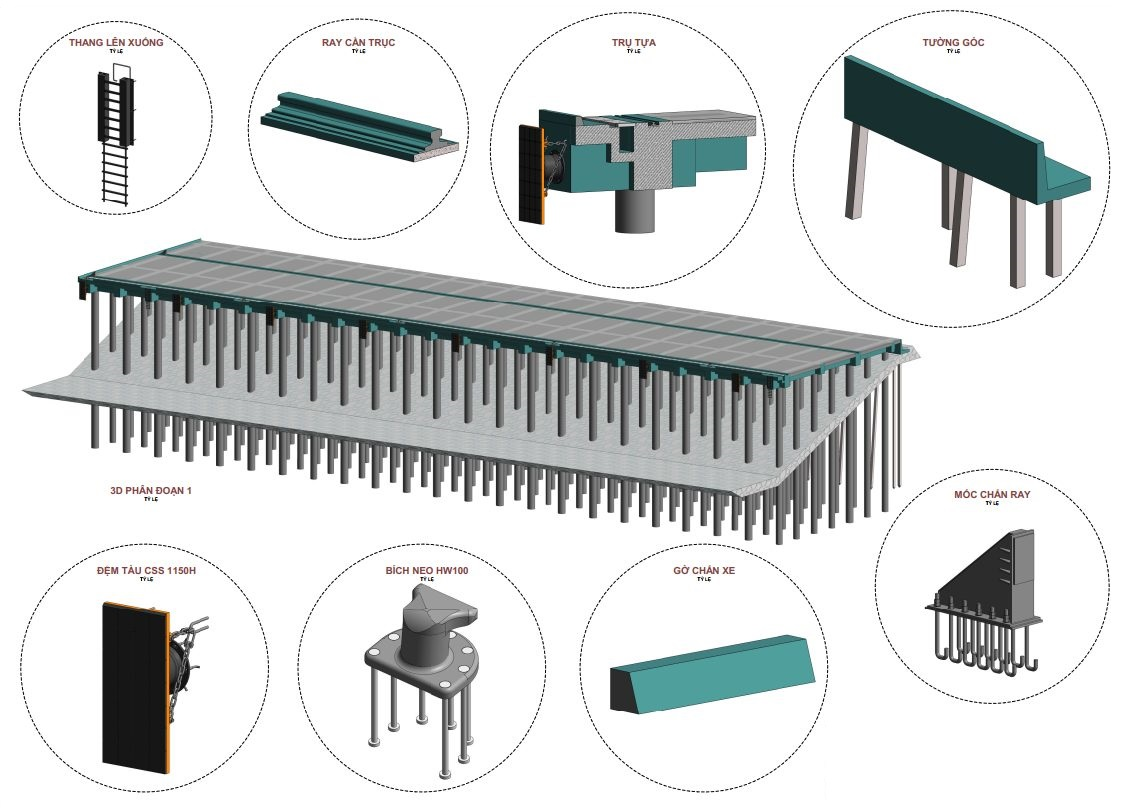 THANG LÊN XUỐNG
TỶ LỆ
RAY CẦN TRỤC
TỶ LỆ
TRỤ TỰA
TỶ LỆ
TƯỜNG GÓC
TỶ LỆ
3D PHÂN ĐOẠN 1
TỶ LỆ
MÓC CHẮN RAY
TỶ LỆ
ĐỆM TÀU CSS 1150H
TỶ LỆ
BÍCH NEO HW100
TỶ LỆ
GỜ CHẮN XE
TỶ LỆ